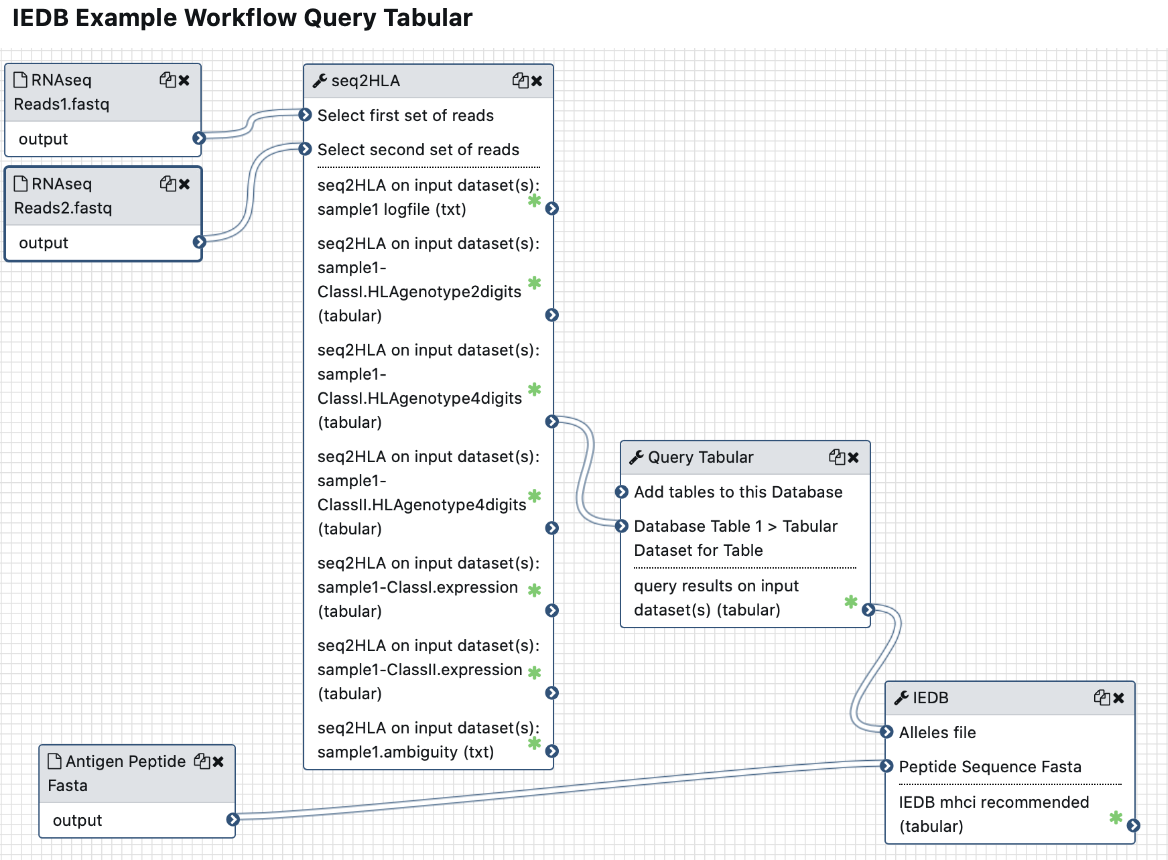 IEDB Example Workflow Query Tabular
RNAseq
Reads1.fastq
output
RNAseq
Reads2.fastq
output
seq2HLA
Select first set of reads
Select second set of reads
seq2HLA on input dataset(s):
sample1 logfile (txt)
seq2HLA on input dataset(s):
sample1-
ClassI.HLAgenotype2digits
(tabular)
seq2HLA on input dataset(s):
sample1-
ClassI.HLAgenotype4digits
(tabular)
seq2HLA on input dataset(s):
sample1-
ClassII.HLAgenotype4digits
(tabular)
seq2HLA on input dataset(s):
sample1-ClassI.expression
(tabular)
seq2HLA on input dataset(s):
sample1-ClassII.expression
(tabular)
seq2HLA on input dataset(s):
sample1.ambiguity (txt)
Query Tabular
Add tables to this Database
Database Table 1 > Tabular
Dataset for Table
query results on input
dataset(s) (tabular)
Antigen Peptide
Fasta
output
IEDB
Alleles file
Peptide Sequence Fasta
IEDB mhci recommended
(tabular)